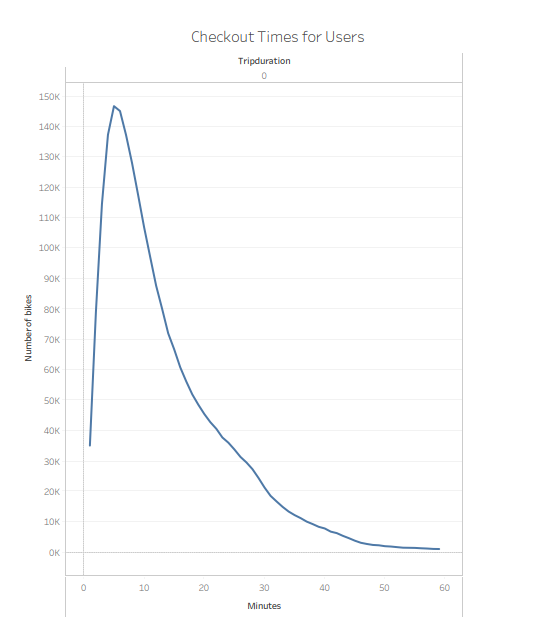 Checkout Times for Users
Tripduration
0
150K
140K
130K
120K
110K
100K
90K
80K
70K
60K
50K
40K
30K
20K
10K
0K
Number of bikes
0 10 20 30 40 50 60
Minutes